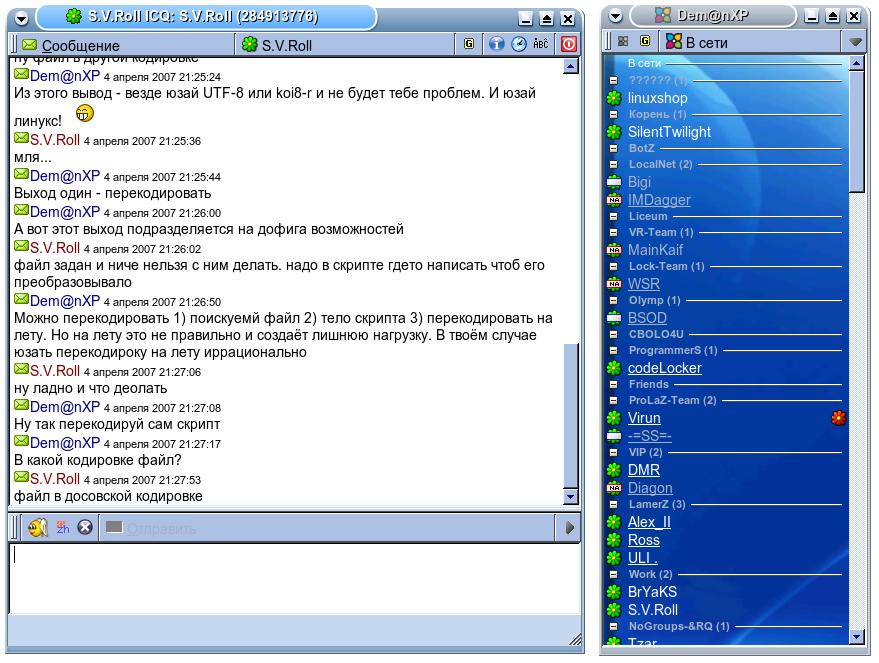 S.V.Roll ICQ: S.V.Roll (284913776)
Сообщение
S.V.Roll
G
ABC
ну файл в другой кодировке
Dem@nXP 4 апреля 2007 21:25:24
Из этого вывод - везде юзай UTF-8 или koi8-r и не будет тебе проблем. И юзай
линукс!
S.V.Roll 4 апреля 2007 21:25:36
мля...
Dem@nXP 4 апреля 2007 21:25:44
Выход один - перекодировать
Dem@nXP 4 апреля 2007 21:26:00
А вот этот выход подразделяется на дофига возможностей
S.V.Roll 4 апреля 2007 21:26:02
файл задан и ниче нельзя с ним делать. надо в скрипте гдето написать чтоб его
преобразовывало
Dem@nXP 4 апреля 2007 21:26:50
Можно перекодировать 1) поискуемй файл 2) тело скрипта 3) перекодировать на
лету. Но на лету это не правильно и создаёт лишнюю нагрузку. В твоём случае
юзать перекодироку на лету иррационально
S.V.Roll 4 апреля 2007 21:27:06
ну ладно и что деолать
Dem@nXP 4 апреля 2007 21:27:08
Ну так перекодируй сам скрипт
Dem@nXP 4 апреля 2007 21:27:17
В какой кодировке файл?
S.V.Roll 4 апреля 2007 21:27:53
файл в досовской кодировке
Отправить
Dem@nXP
G
В сети
В сети
?????? (1)
linuxshop
Корень (1)
SilentTwilight
BotZ
LocalNet (2)
Bigi
NA IMDagger
Liceum
VR-Team (1)
NA MainKaif
Lock-Team (1)
NA WSR
Olymp (1)
BSOD
CBOLO4U
ProgrammerS (1)
codeLocker
Friends
ProLaZ-Team (2)
Virun
-=SS=-
VIP (2)
DMR
NA Diagon
LamerZ (3)
Alex_II
Ross
ULI .
Work (2)
BrYaKS
S.V.Roll
NoGroups-&RQ (1)
Tzar